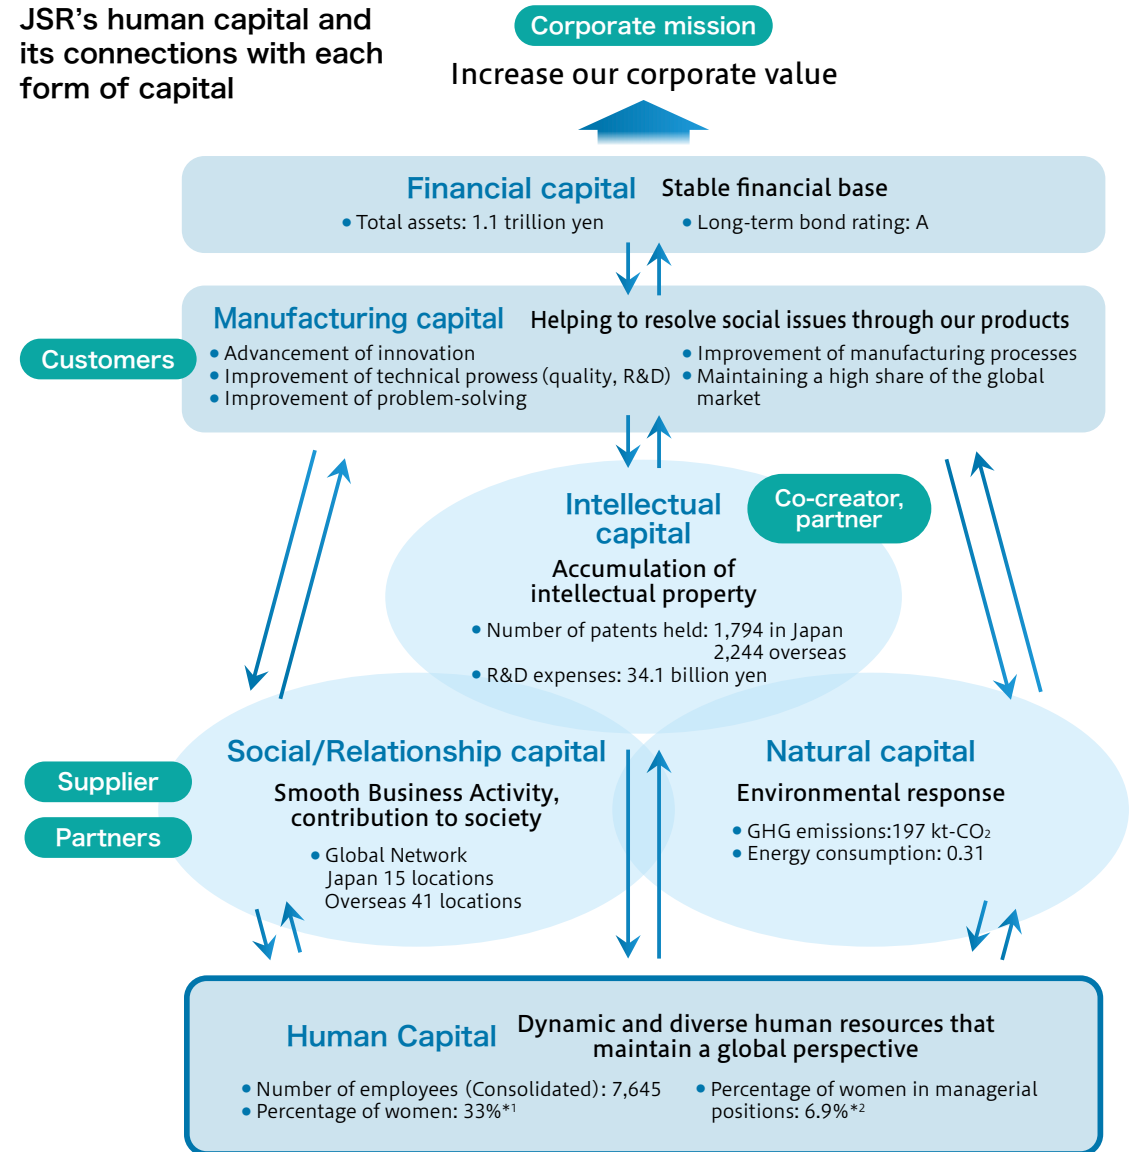 JSR's human capital and
its connections with each
form of capital
Corporate mission
Increase our corporate value
Financial capital Stable financial base
• Total assets: 1.1 trillion yen • Long-term bond rating: A
Manufacturing capital Helping to resolve social issues through our products
Customers
• Advancement of innovation
• Improvement of technical prowess (quality, R&D)
• Improvement of problem-solving
• Improvement of manufacturing processes
• Maintaining a high share of the global
market
Intellectual
capital
Co-creator,
partner
Accumulation of
intellectual property
• Number of patents held: 1,794 in Japan
2,244 overseas
• R&D expenses: 34.1 billion yen
Social/Relationship capital
Supplier
Partners
Smooth Business Activity,
contribution to society
• Global Network
Japan 15 locations
Overseas 41 locations
Natural capital
Environmental response
• GHG emissions:197 kt-CO₂
• Energy consumption: 0.31
Human Capital
Dynamic and diverse human resources that
maintain a global perspective
• Number of employees (Consolidated): 7,645
• Percentage of women: 33%*¹
• Percentage of women in managerial
positions: 6.9%*²